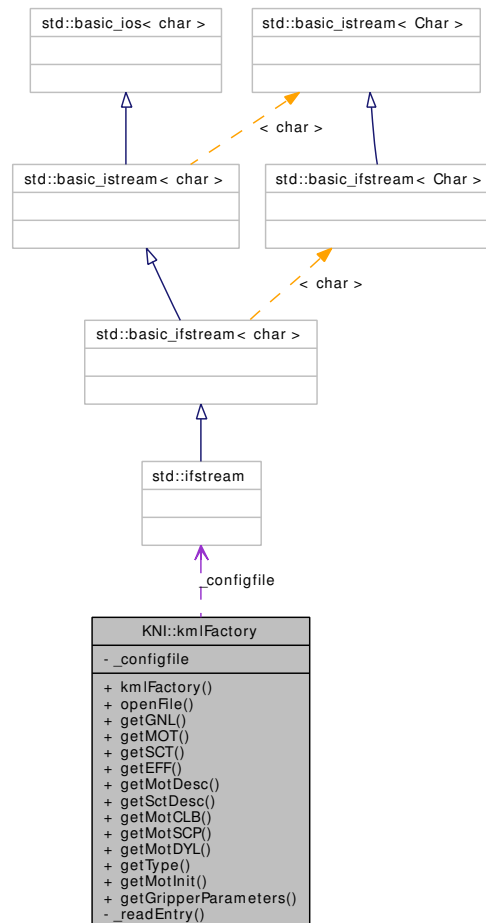 std::basic_ios< char >
std::basic_istream< Char >
< char >
std::basic_istream< char >
std::basic_ifstream< Char >
< char >
std::basic_ifstream< char >
std::ifstream
_configfile
KNI::kmlFactory
- _configfile
+ kmlFactory()
+ openFile()
+ getGNL()
+ getMOT()
+ getSCT()
+ getEFF()
+ getMotDesc()
+ getSctDesc()
+ getMotCLB()
+ getMotSCP()
+ getMotDYL()
+ getType()
+ getMotInit()
+ getGripperParameters()
- _readEntry()